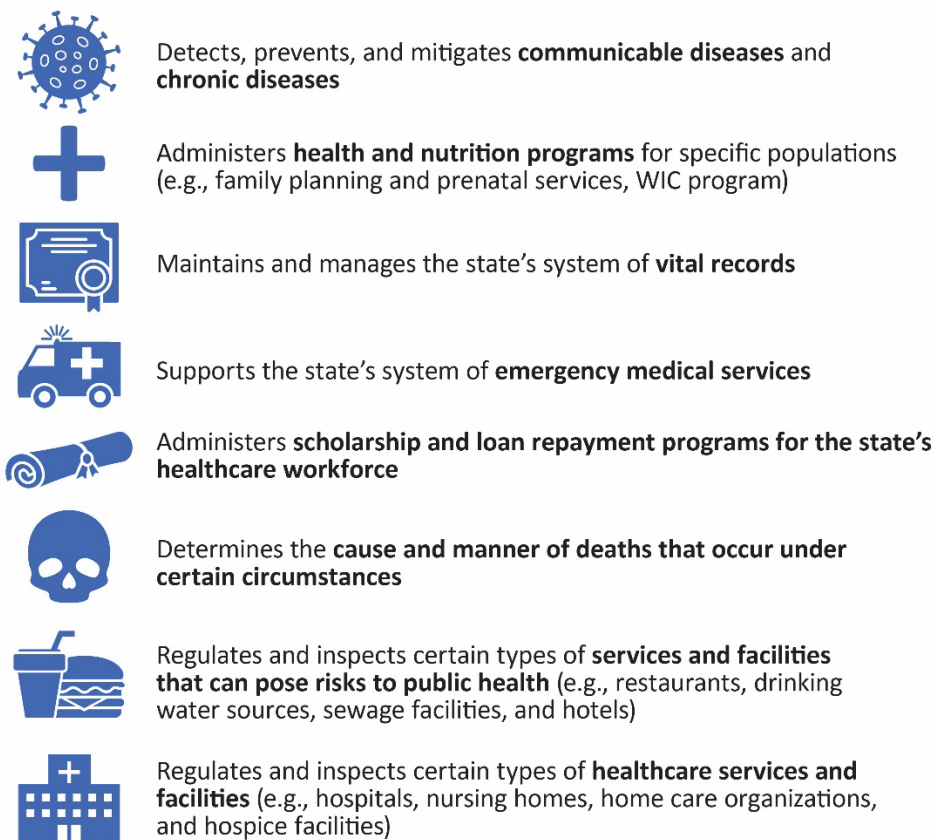 Detects, prevents, and mitigates communicable diseases and
chronic diseases
Administers health and nutrition programs for specific populations
(e.g., family planning and prenatal services, WIC program)
Maintains and manages the state’s system of vital records
Supports the state’s system of emergency medical services
Administers scholarship and loan repayment programs for the state’s
healthcare workforce
Determines the cause and manner of deaths that occur under
certain circumstances
Regulates and inspects certain types of services and facilities
that can pose risks to public health (e.g., restaurants, drinking
water sources, sewage facilities, and hotels)
Regulates and inspects certain types of healthcare services and
facilities (e.g., hospitals, nursing homes, home care organizations,
and hospice facilities)